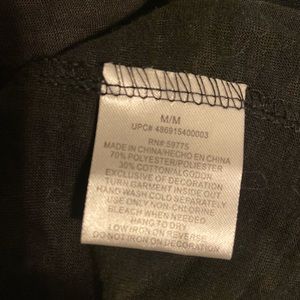 M/M
UPC# 486915400003
RN# 59775
MADE IN CHINA/HECHO EN CHINA
70% POLYESTER/POLIESTER
30% COTTON/ALGODON
EXCLUSIVE OF DECORATION
TURN GARMENT INSIDE OUT
HAND WASH COLD SEPARATELY
USE ONLY NON-CHLORINE
BLEACH WHEN NEEDED
HANG TO DRY
LOW IRON ON REVERSE
DO NOT IRON ON DECORATION